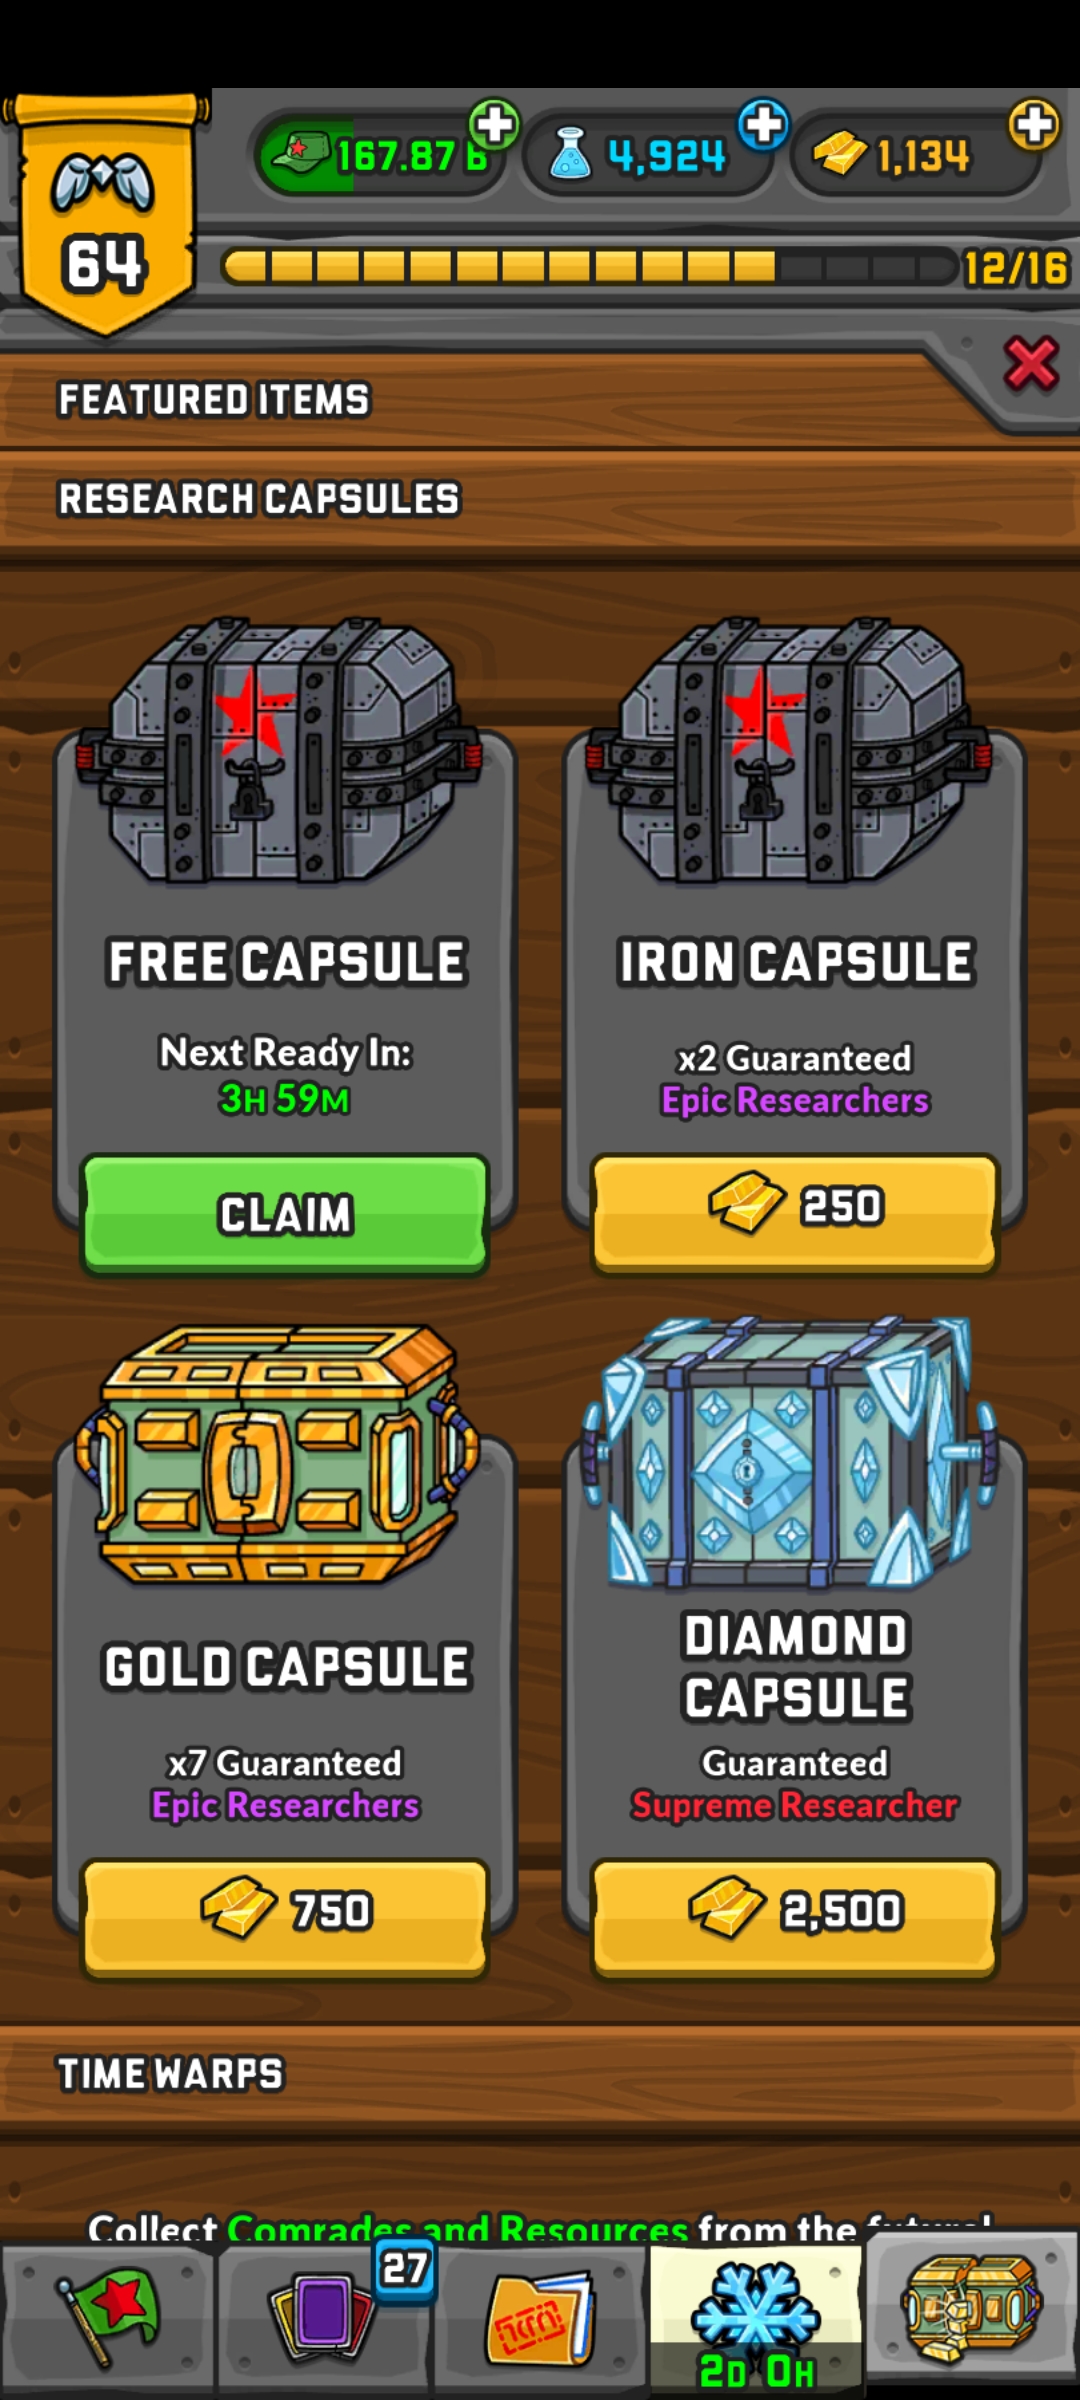 167.87 B
4,924
1,134
64
12/16
FEATURED ITEMS
RESEARCH CAPSULES
FREE CAPSULE
Next Ready In:
3H 59M
CLAIM
IRON CAPSULE
x2 Guaranteed
Epic Researchers
250
GOLD CAPSULE
x7 Guaranteed
Epic Researchers
750
DIAMOND
CAPSULE
Guaranteed
Supreme Researcher
2,500
TIME WARPS
Collect Comrades and Resources from the future!
27
2D 0H